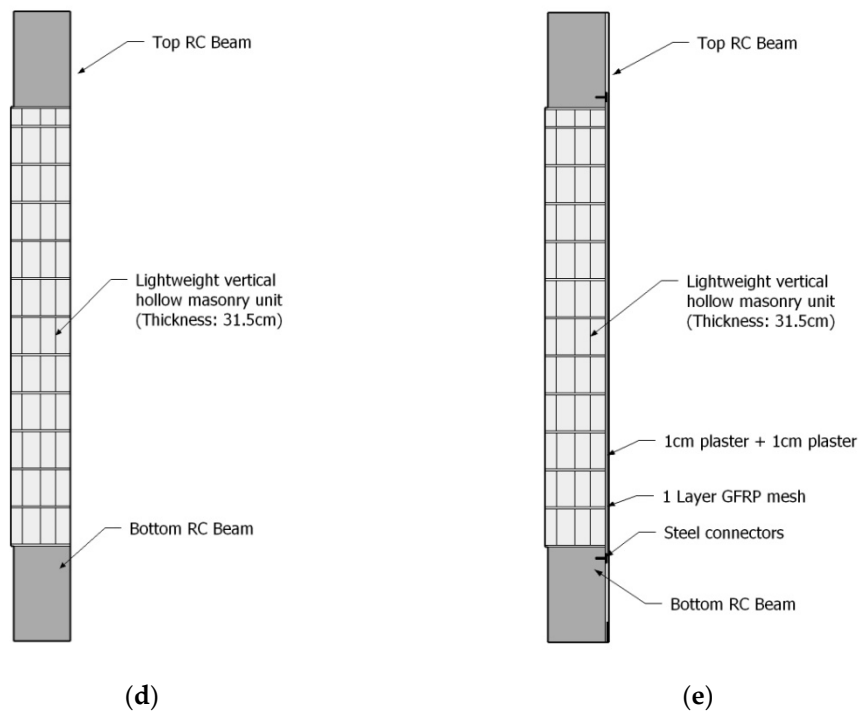 Top RC Beam
Lightweight vertical
hollow masonry unit
(Thickness: 31.5cm)
Bottom RC Beam
(d)
Top RC Beam
Lightweight vertical
hollow masonry unit
(Thickness: 31.5cm)
1cm plaster + 1cm plaster
1 Layer GFRP mesh
Steel connectors
Bottom RC Beam
(e)